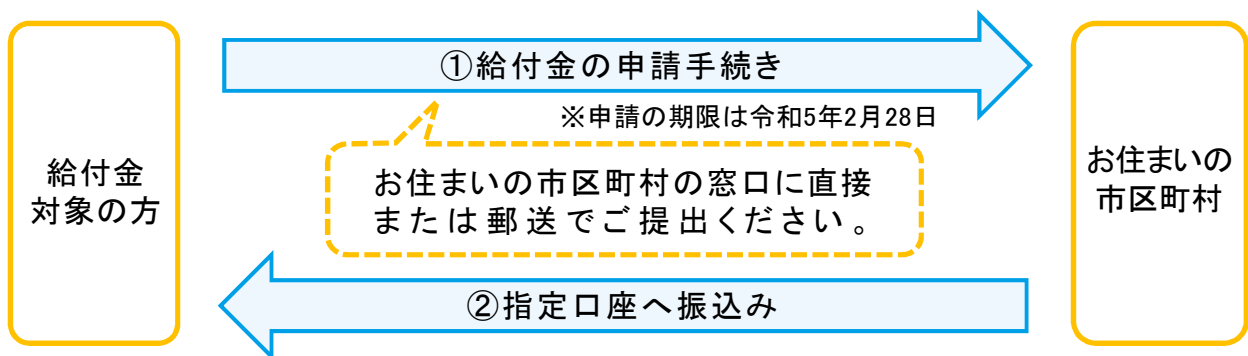 給付金
対象の方
①給付金の申請手続き
※申請の期限は令和5年2月28日
お住まいの市区町村の窓口に直接
または郵送でご提出ください。
②指定口座へ振込み
お住まいの
市区町村